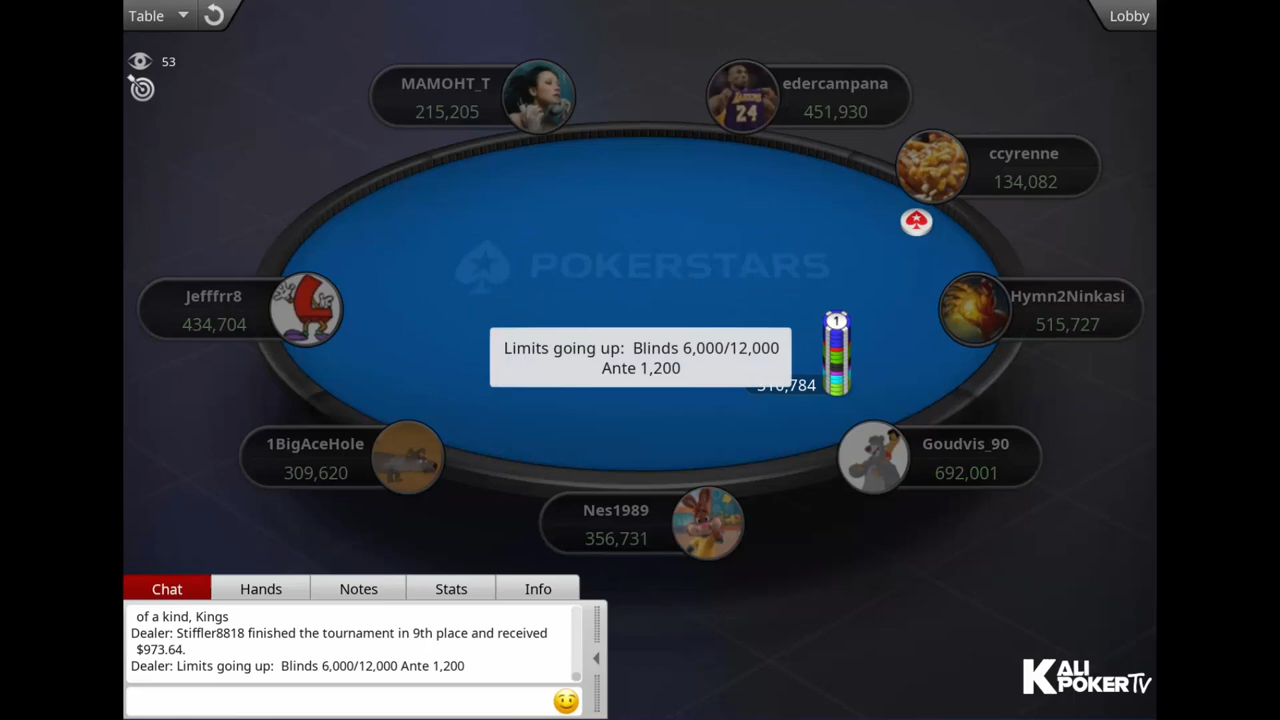 Table
Lobby
53
MAMOHT_T
215,205
edercampana
451,930
24
ccyrenne
134,082
POKERSTARS
Jefffrr8
434,704
Hymn2Ninkasi
515,727
1
Limits going up: Blinds 6,000/12,000
Ante 1,200
1BigAceHole
309,620
Goudvis_90
692,001
Nes1989
356,731
Chat
Hands
Notes
Stats
Info
of a kind, Kings
Dealer: Stiffler8818 finished the tournament in 9th place and received
$973.64.
Dealer: Limits going up: Blinds 6,000/12,000 Ante 1,200
KALI
POKERTV